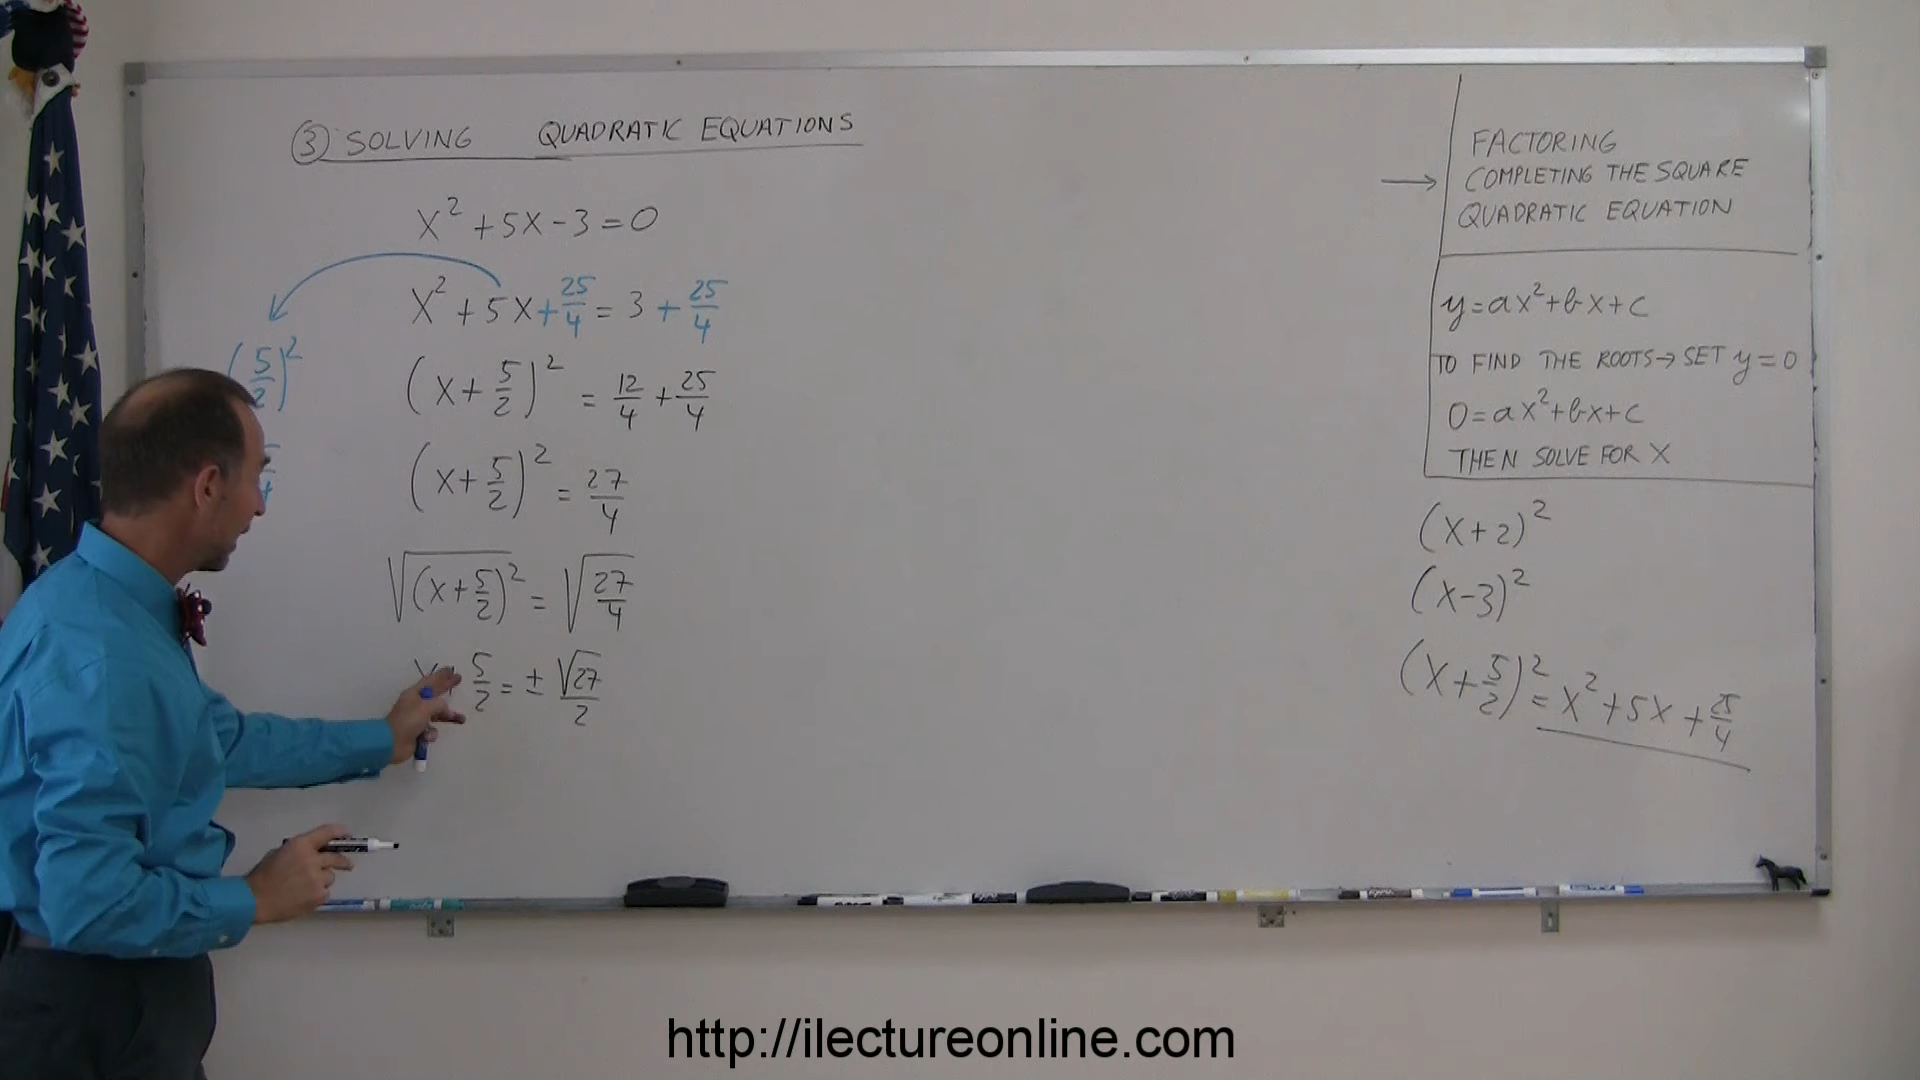 ③ SOLVING QUADRATIC EQUATIONS
x² + 5x - 3 = 0
x² + 5x + 25/4 = 3 + 25/4
(5/2)²
(x + 5/2)² = 12/4 + 25/4
(x + 5/2)² = 27/4
√(x + 5/2)² = √27/4
x + 5/2 = ± √27/2
→ FACTORING
COMPLETING THE SQUARE
QUADRATIC EQUATION
y = ax² + bx + c
TO FIND THE ROOTS → SET y = 0
0 = ax² + bx + c
THEN SOLVE FOR X
(x + 2)²
(x - 3)²
(x + 5/2)² = x² + 5x + 25/4
http://ilectureonline.com